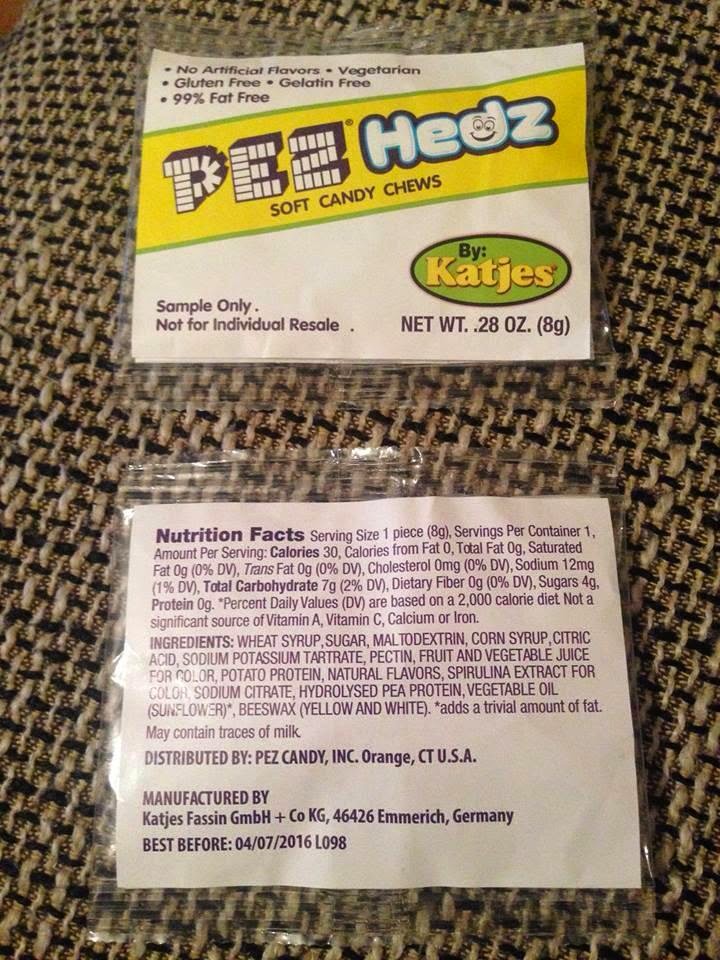 • No Artificial Flavors • Vegetarian
• Gluten Free • Gelatin Free
• 99% Fat Free
PEZ® Hedz
SOFT CANDY CHEWS
By:
Katjes®
Sample Only.
Not for Individual Resale .
NET WT. .28 OZ. (8g)
Nutrition Facts Serving Size 1 piece (8g), Servings Per Container 1,
Amount Per Serving: Calories 30, Calories from Fat 0, Total Fat 0g, Saturated
Fat 0g (0% DV), Trans Fat 0g (0% DV), Cholesterol 0mg (0% DV), Sodium 12mg
(1% DV), Total Carbohydrate 7g (2% DV), Dietary Fiber 0g (0% DV), Sugars 4g,
Protein 0g. *Percent Daily Values (DV) are based on a 2,000 calorie diet. Not a
significant source of Vitamin A, Vitamin C, Calcium or Iron.
INGREDIENTS: WHEAT SYRUP, SUGAR, MALTODEXTRIN, CORN SYRUP, CITRIC
ACID, SODIUM POTASSIUM TARTRATE, PECTIN, FRUIT AND VEGETABLE JUICE
FOR COLOR, POTATO PROTEIN, NATURAL FLAVORS, SPIRULINA EXTRACT FOR
COLOR, SODIUM CITRATE, HYDROLYSED PEA PROTEIN, VEGETABLE OIL
(SUNFLOWER)*, BEESWAX (YELLOW AND WHITE). *adds a trivial amount of fat.
May contain traces of milk.
DISTRIBUTED BY: PEZ CANDY, INC. Orange, CT U.S.A.
MANUFACTURED BY
Katjes Fassin GmbH + Co KG, 46426 Emmerich, Germany
BEST BEFORE: 04/07/2016 L098